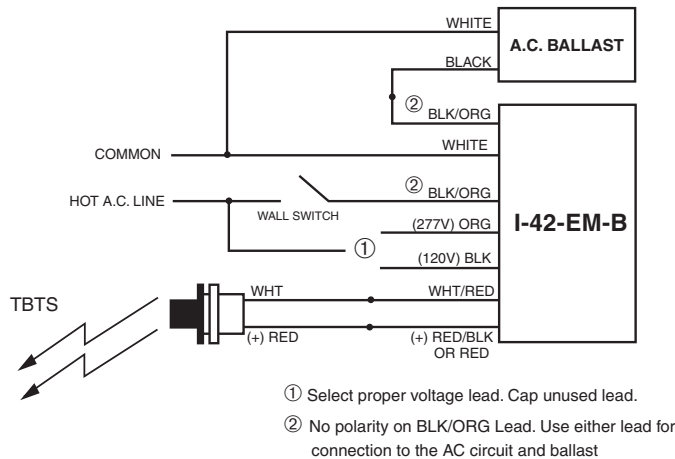 WHITE
A.C. BALLAST
BLACK
② BLK/ORG
WHITE
COMMON
② BLK/ORG
HOT A.C. LINE
WALL SWITCH
I-42-EM-B
(277V) ORG
①
(120V) BLK
WHT
WHT/RED
TBTS
(+) RED
(+) RED/BLK
OR RED
① Select proper voltage lead. Cap unused lead.
② No polarity on BLK/ORG Lead. Use either lead for
connection to the AC circuit and ballast